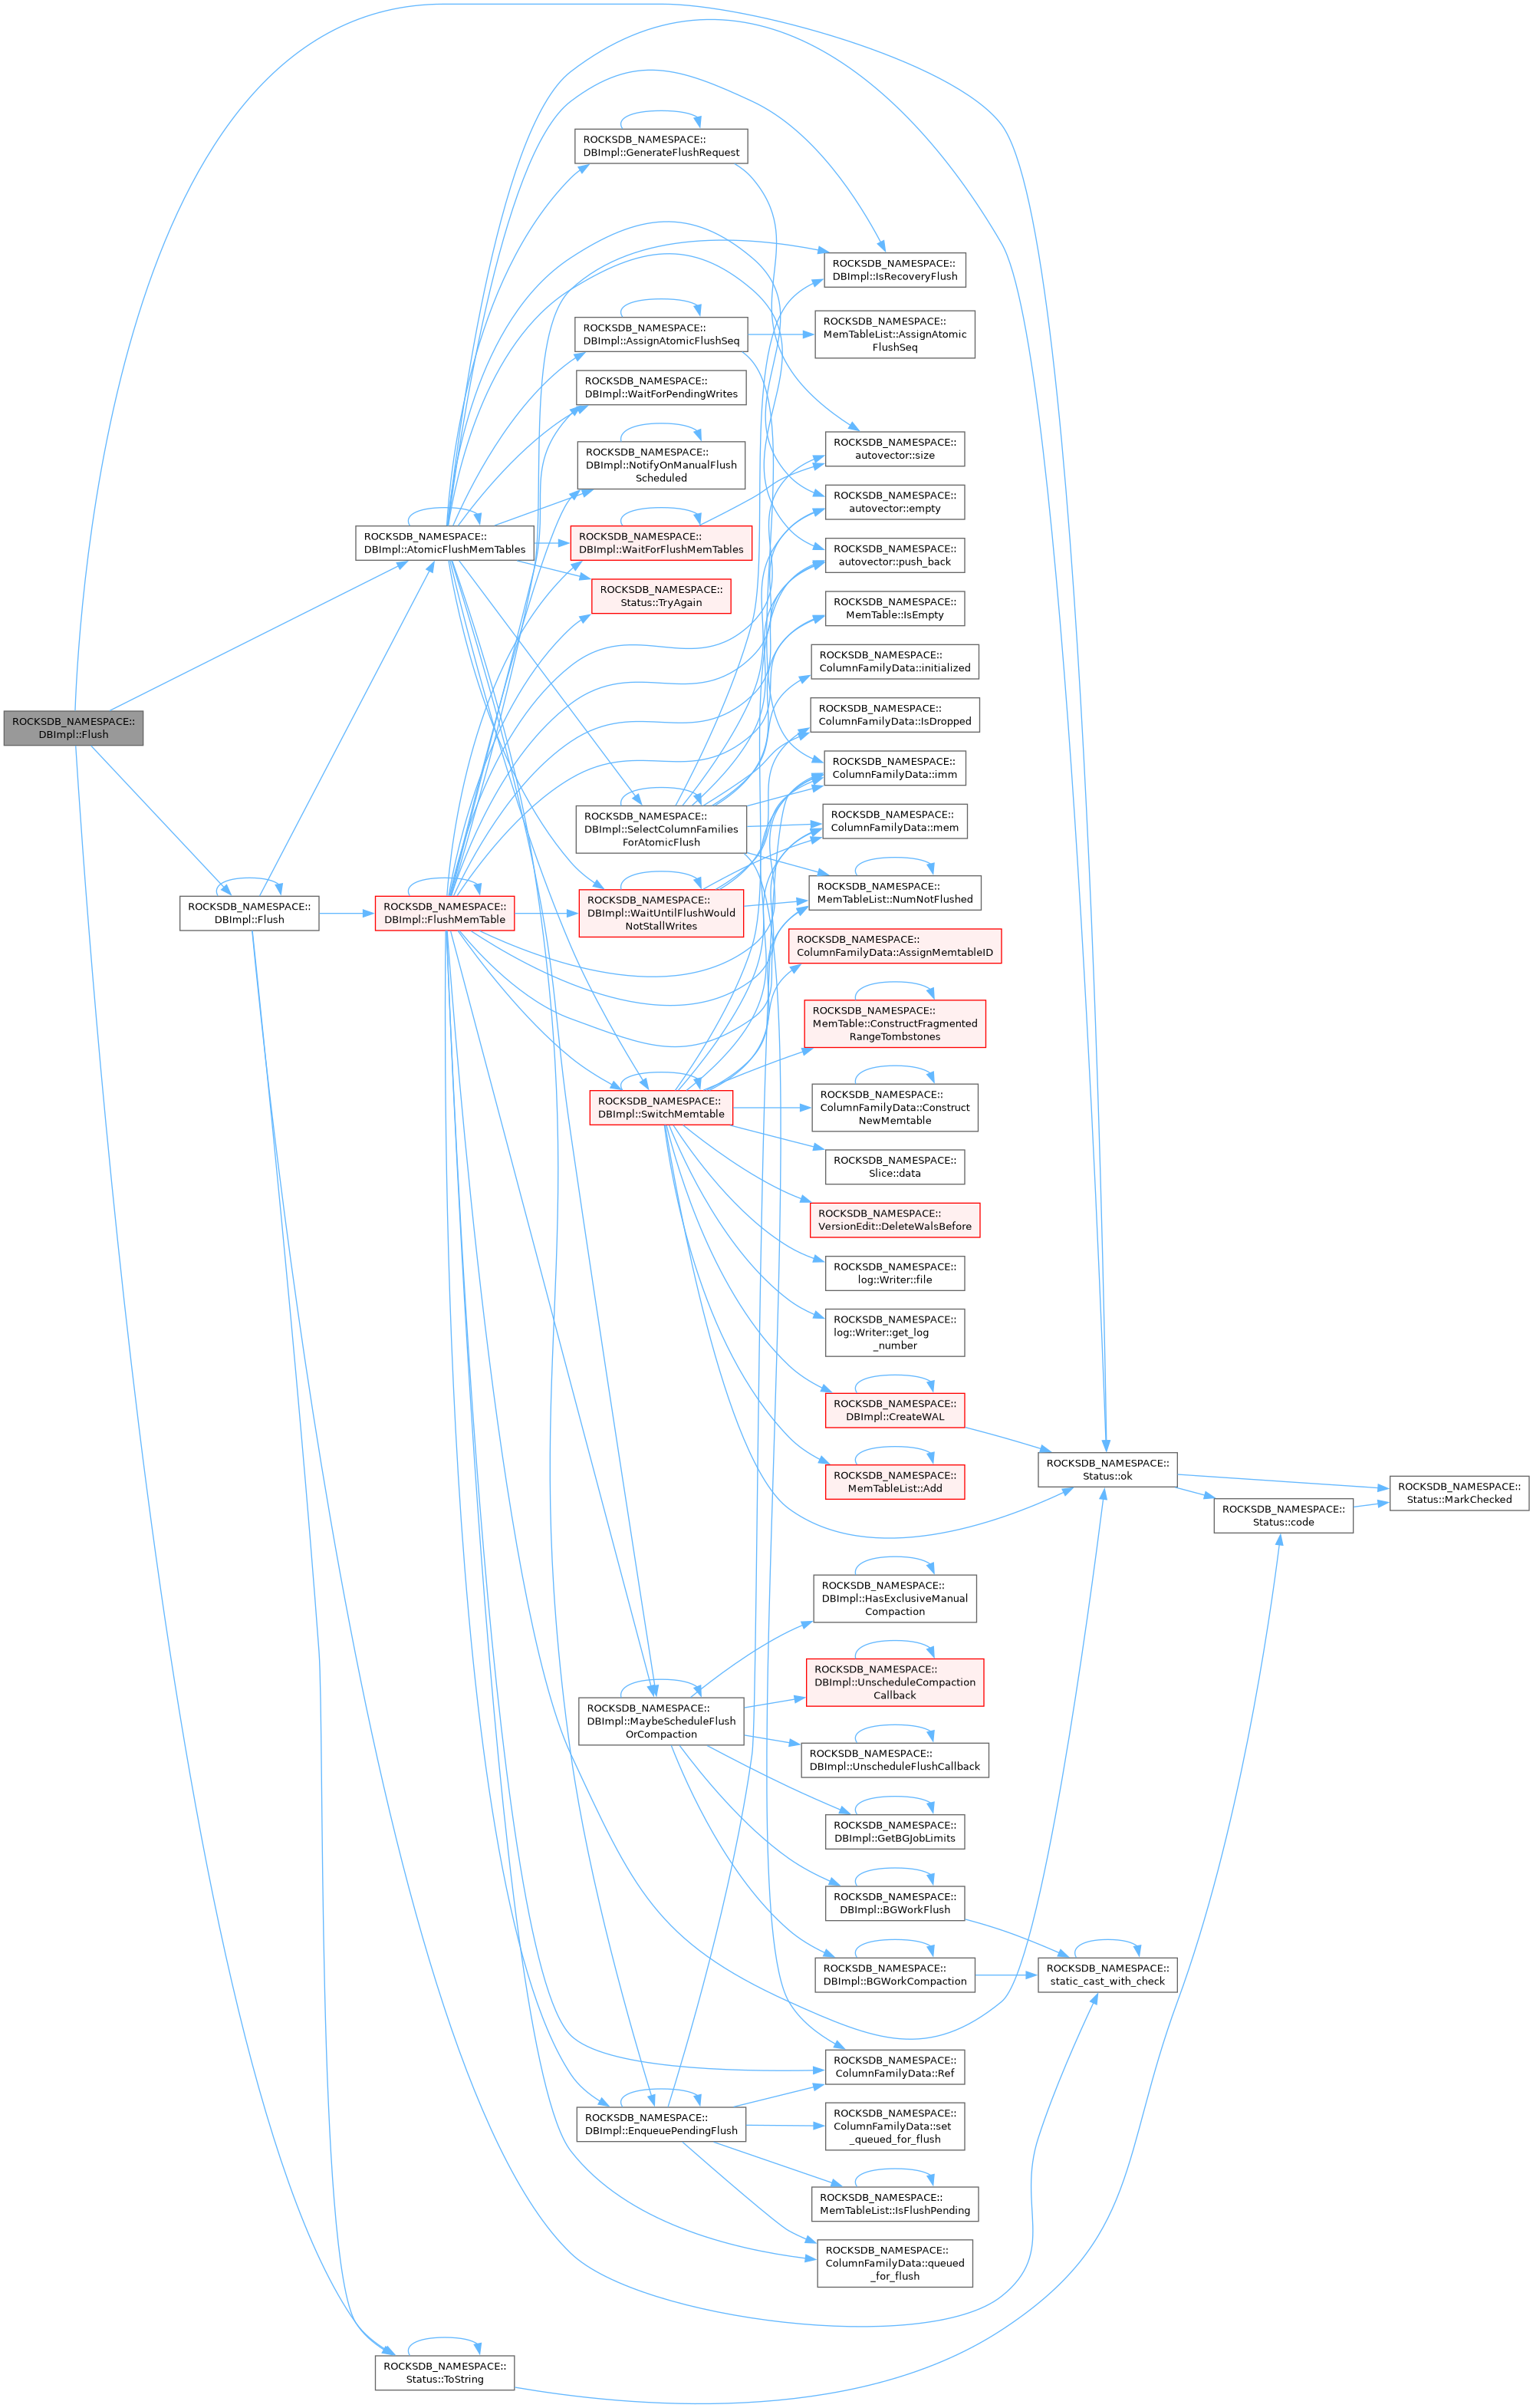 ROCKSDB_NAMESPACE::
DBImpl::Flush
ROCKSDB_NAMESPACE::
DBImpl::Flush
ROCKSDB_NAMESPACE::
DBImpl::AtomicFlushMemTables
ROCKSDB_NAMESPACE::
DBImpl::FlushMemTable
ROCKSDB_NAMESPACE::
Status::ToString
ROCKSDB_NAMESPACE::
DBImpl::GenerateFlushRequest
ROCKSDB_NAMESPACE::
DBImpl::AssignAtomicFlushSeq
ROCKSDB_NAMESPACE::
DBImpl::WaitForPendingWrites
ROCKSDB_NAMESPACE::
DBImpl::NotifyOnManualFlush
Scheduled
ROCKSDB_NAMESPACE::
DBImpl::WaitForFlushMemTables
ROCKSDB_NAMESPACE::
Status::TryAgain
ROCKSDB_NAMESPACE::
DBImpl::SelectColumnFamilies
ForAtomicFlush
ROCKSDB_NAMESPACE::
DBImpl::WaitUntilFlushWould
NotStallWrites
ROCKSDB_NAMESPACE::
DBImpl::SwitchMemtable
ROCKSDB_NAMESPACE::
DBImpl::MaybeScheduleFlush
OrCompaction
ROCKSDB_NAMESPACE::
DBImpl::EnqueuePendingFlush
ROCKSDB_NAMESPACE::
DBImpl::IsRecoveryFlush
ROCKSDB_NAMESPACE::
MemTableList::AssignAtomic
FlushSeq
ROCKSDB_NAMESPACE::
autovector::size
ROCKSDB_NAMESPACE::
autovector::empty
ROCKSDB_NAMESPACE::
autovector::push_back
ROCKSDB_NAMESPACE::
MemTable::IsEmpty
ROCKSDB_NAMESPACE::
ColumnFamilyData::initialized
ROCKSDB_NAMESPACE::
ColumnFamilyData::IsDropped
ROCKSDB_NAMESPACE::
ColumnFamilyData::imm
ROCKSDB_NAMESPACE::
ColumnFamilyData::mem
ROCKSDB_NAMESPACE::
MemTableList::NumNotFlushed
ROCKSDB_NAMESPACE::
ColumnFamilyData::AssignMemtableID
ROCKSDB_NAMESPACE::
MemTable::ConstructFragmented
RangeTombstones
ROCKSDB_NAMESPACE::
ColumnFamilyData::Construct
NewMemtable
ROCKSDB_NAMESPACE::
Slice::data
ROCKSDB_NAMESPACE::
VersionEdit::DeleteWalsBefore
ROCKSDB_NAMESPACE::
log::Writer::file
ROCKSDB_NAMESPACE::
log::Writer::get_log
_number
ROCKSDB_NAMESPACE::
DBImpl::CreateWAL
ROCKSDB_NAMESPACE::
MemTableList::Add
ROCKSDB_NAMESPACE::
DBImpl::HasExclusiveManual
Compaction
ROCKSDB_NAMESPACE::
DBImpl::UnscheduleCompaction
Callback
ROCKSDB_NAMESPACE::
DBImpl::UnscheduleFlushCallback
ROCKSDB_NAMESPACE::
DBImpl::GetBGJobLimits
ROCKSDB_NAMESPACE::
DBImpl::BGWorkFlush
ROCKSDB_NAMESPACE::
DBImpl::BGWorkCompaction
ROCKSDB_NAMESPACE::
ColumnFamilyData::Ref
ROCKSDB_NAMESPACE::
ColumnFamilyData::set
_queued_for_flush
ROCKSDB_NAMESPACE::
MemTableList::IsFlushPending
ROCKSDB_NAMESPACE::
ColumnFamilyData::queued
_for_flush
ROCKSDB_NAMESPACE::
Status::ok
ROCKSDB_NAMESPACE::
static_cast_with_check
ROCKSDB_NAMESPACE::
Status::code
ROCKSDB_NAMESPACE::
Status::MarkChecked